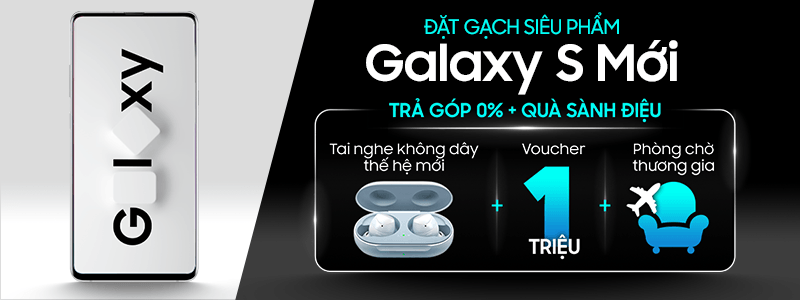 Galaxy
ĐẶT GẠCH SIÊU PHẨM
Galaxy S Mới
TRẢ GÓP 0% + QUÀ SÀNH ĐIỆU
Tai nghe không dây
thế hệ mới
+
Voucher
1
TRIỆU
+
Phòng chờ
thương gia